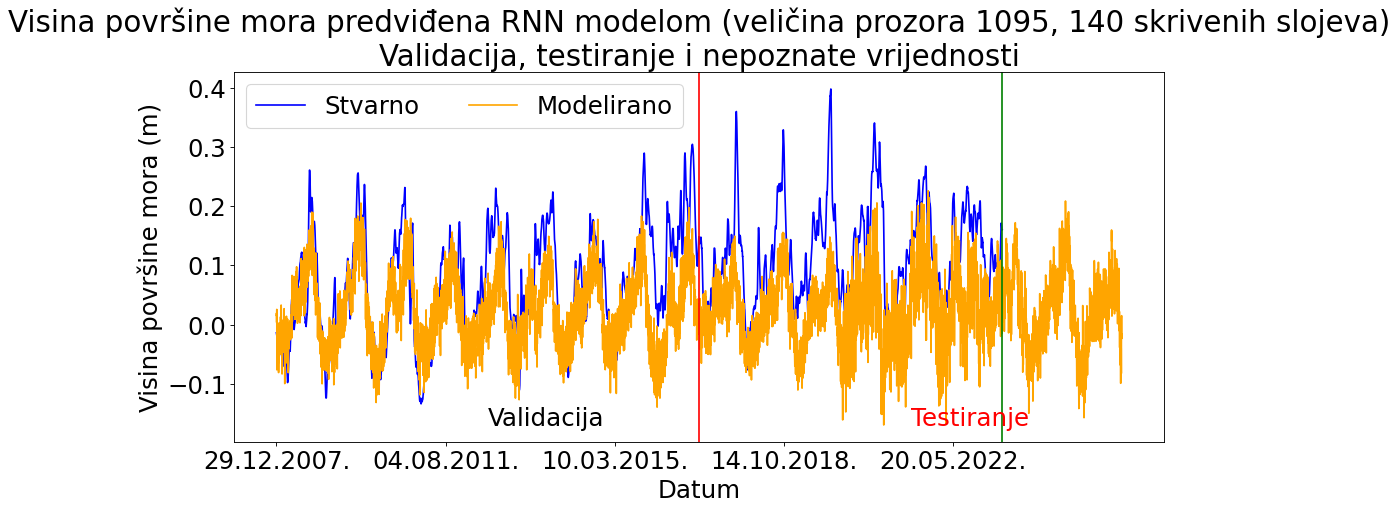 Visina površine mora predviđena RNN modelom (veličina prozora 1095, 140 skrivenih slojeva)
Validacija, testiranje i nepoznate vrijednosti
Stvarno Modelirano
0.4
0.3
0.2
0.1
0.0
−0.1
Visina površine mora (m)
Validacija Testiranje
29.12.2007. 04.08.2011. 10.03.2015. 14.10.2018. 20.05.2022.
Datum